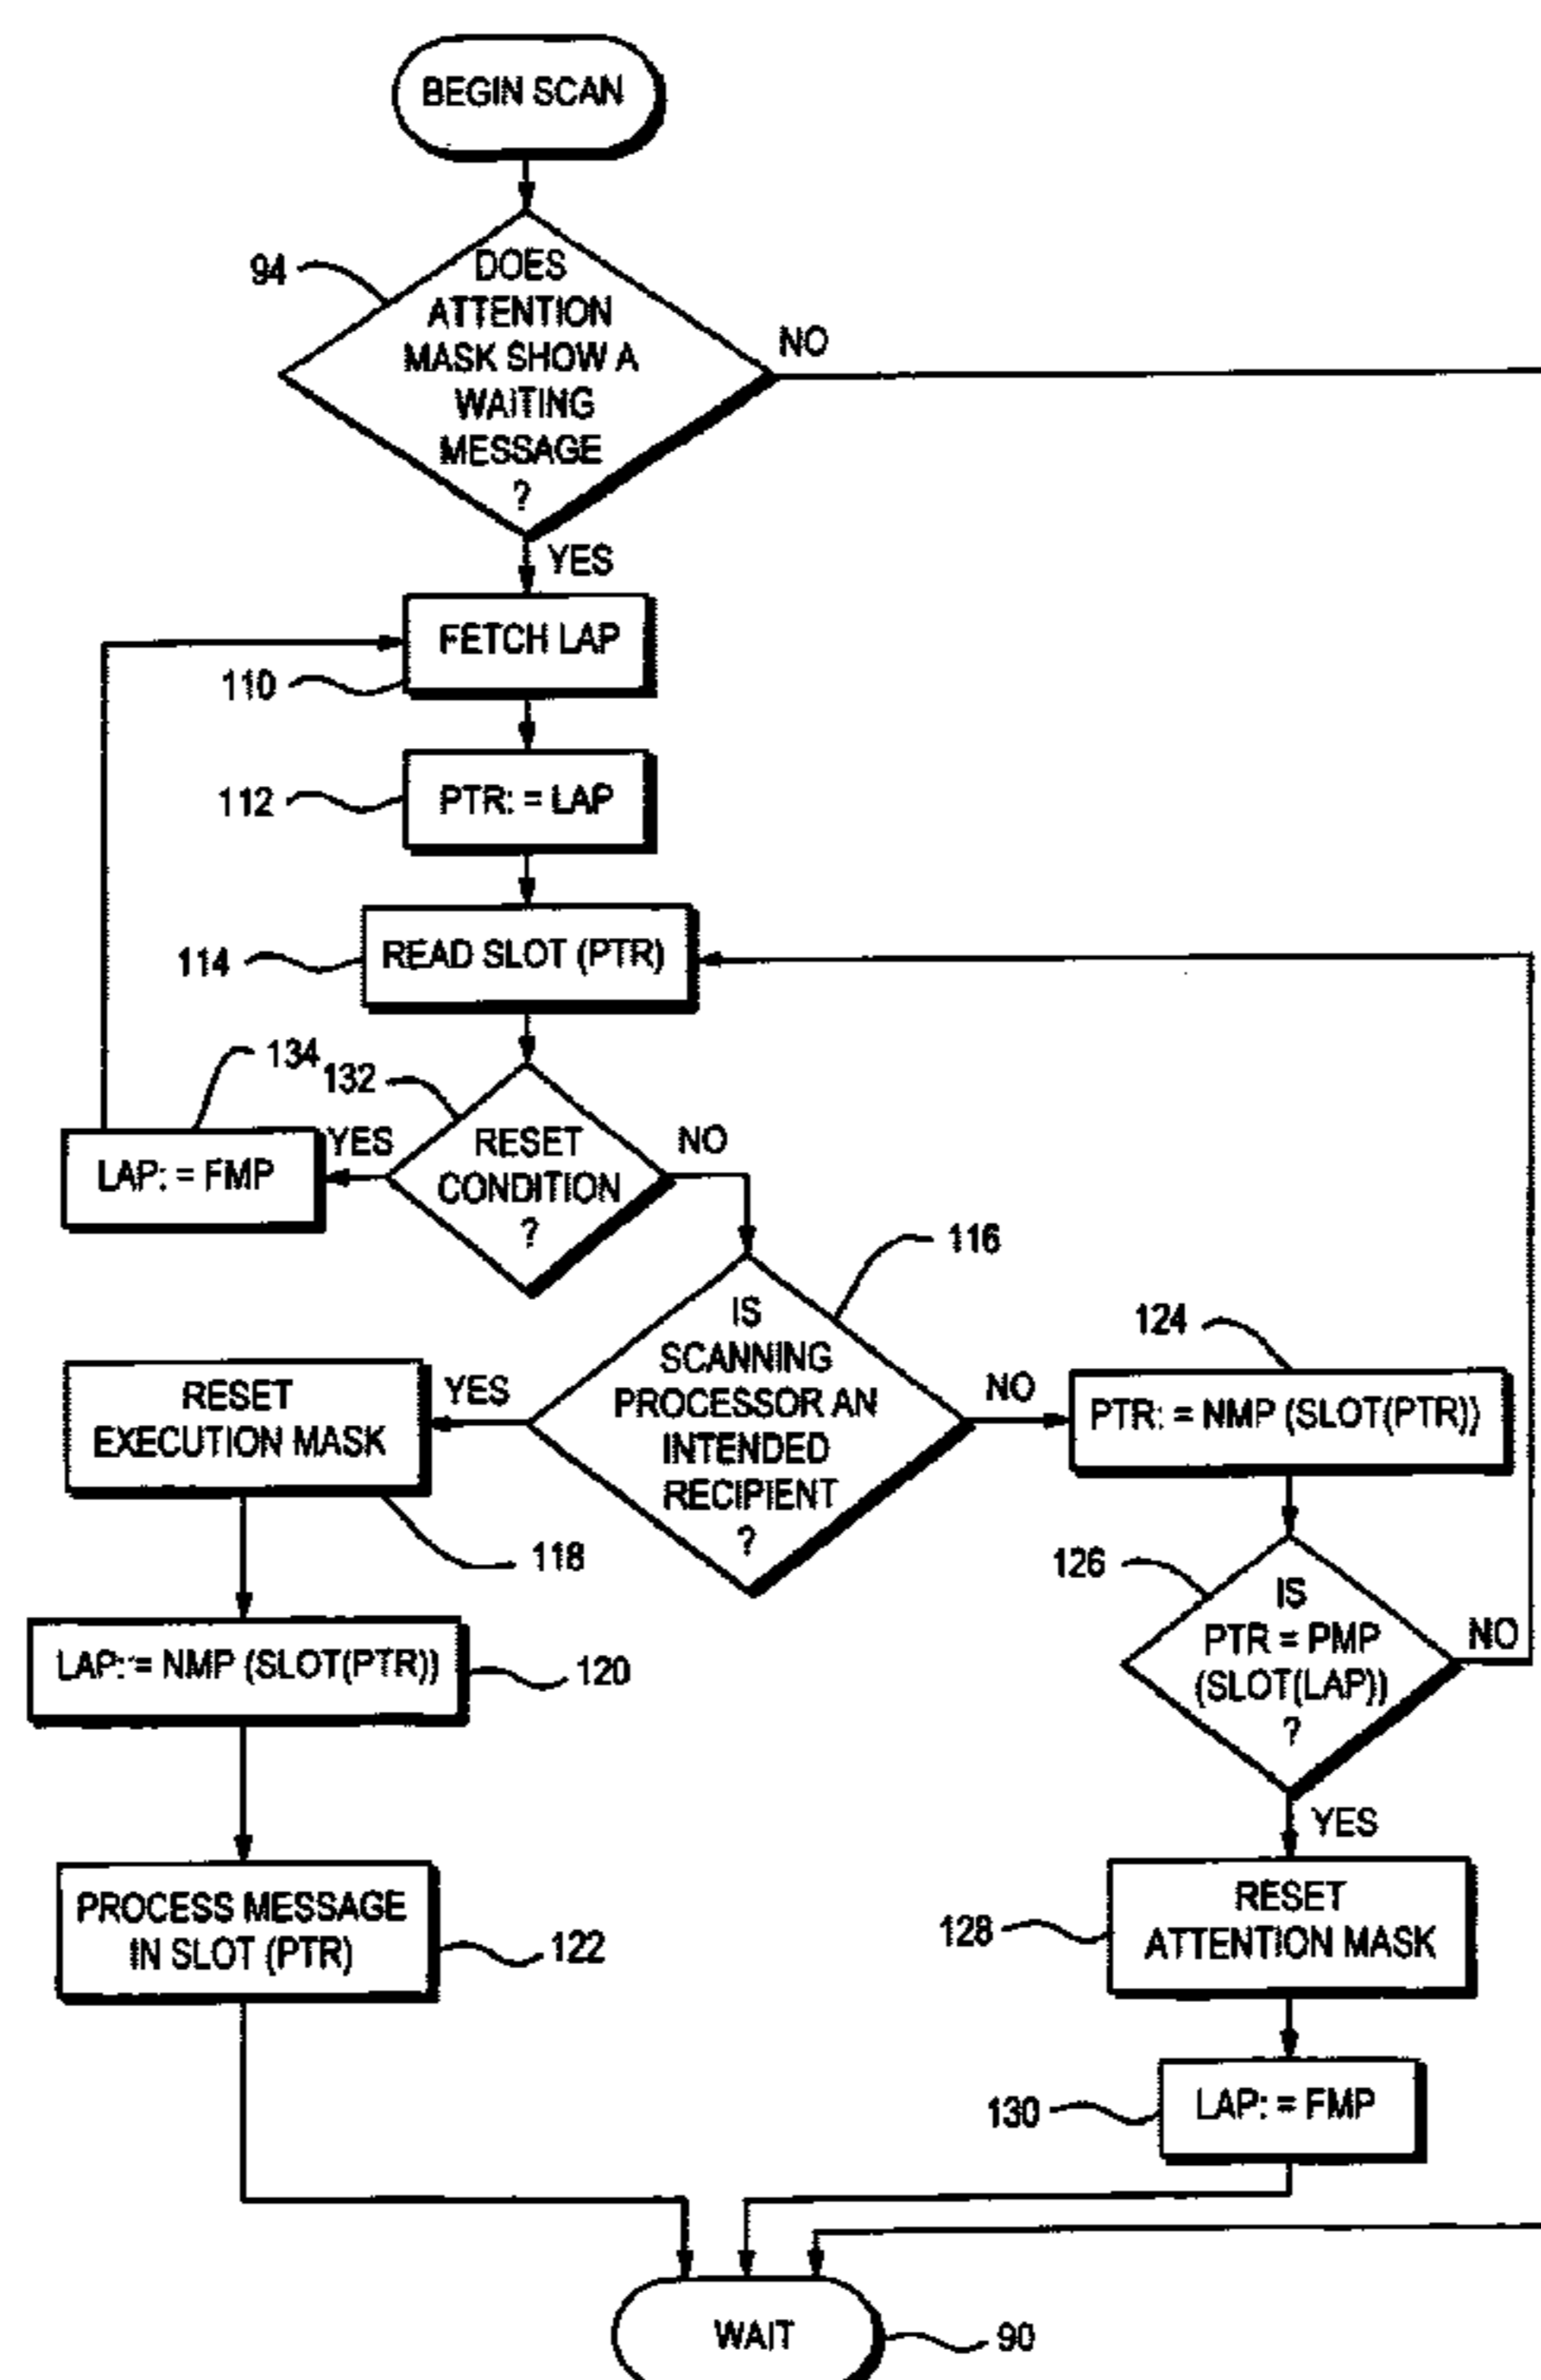 BEGIN SCAN
94
DOES
ATTENTION
MASK SHOW A
WAITING
MESSAGE
?
NO
YES
FETCH LAP
110
PTR: = LAP
112
READ SLOT (PTR)
114
134
132
RESET
CONDITION
?
YES
NO
LAP: = FMP
116
IS
SCANNING
PROCESSOR AN
INTENDED
RECIPIENT
?
YES
NO
RESET
EXECUTION MASK
118
124
PTR: = NMP (SLOT(PTR))
126
IS
PTR = PMP
(SLOT(LAP))
?
NO
YES
LAP: = NMP (SLOT(PTR))
120
PROCESS MESSAGE
IN SLOT (PTR)
122
RESET
ATTENTION MASK
128
LAP: = FMP
130
WAIT
90